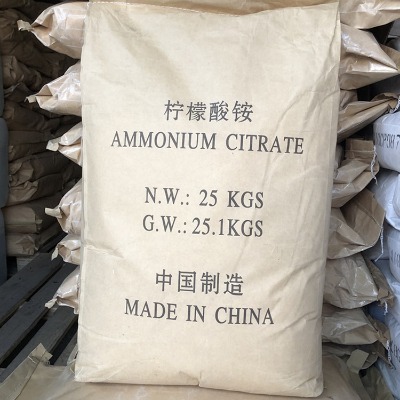 柠檬酸铵
AMMONIUM CITRATE
N.W.: 25 KGS
G.W.: 25.1KGS
中国制造
MADE IN CHINA